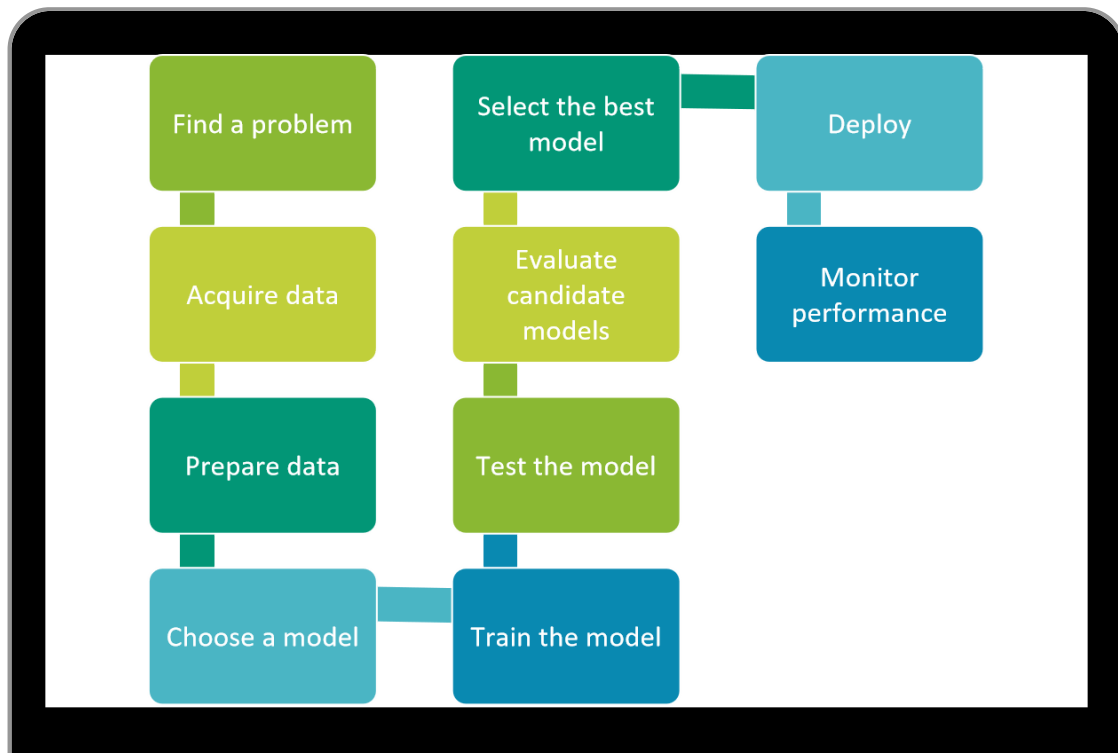 Find a problem
Acquire data
Prepare data
Choose a model
Train the model
Test the model
Evaluate
candidate
models
Select the best
model
Deploy
Monitor
performance